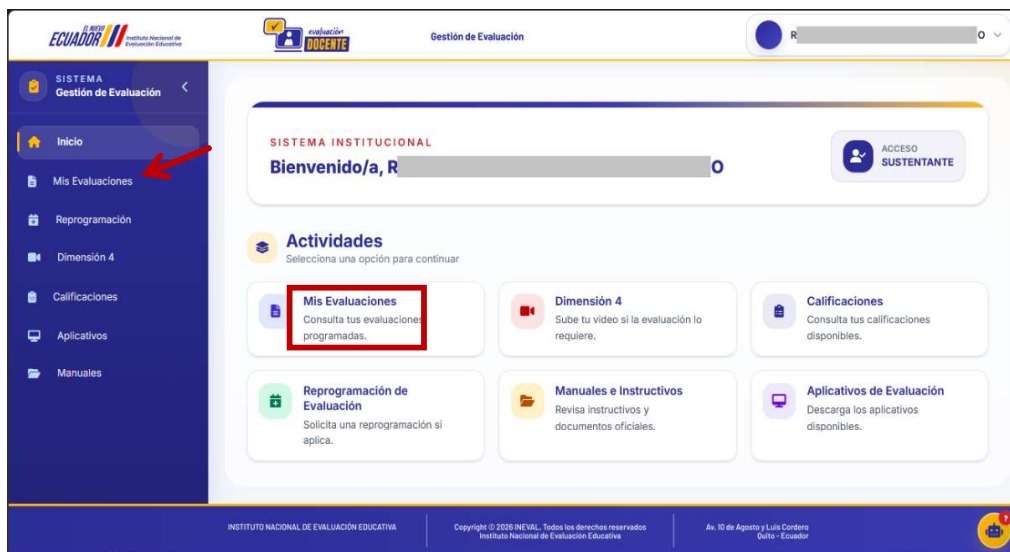 EL NUEVO
ECUADOR
Instituto Nacional de
Evaluación Educativa
evaluación
DOCENTE
Gestión de Evaluación
R O
SISTEMA
Gestión de Evaluación
Inicio
Mis Evaluaciones
Reprogramación
Dimensión 4
Calificaciones
Aplicativos
Manuales
SISTEMA INSTITUCIONAL
Bienvenido/a, R O
ACCESO
SUSTENTANTE
Actividades
Selecciona una opción para continuar
Mis Evaluaciones
Consulta tus evaluaciones
programadas.
Dimensión 4
Sube tu video si la evaluación lo
requiere.
Calificaciones
Consulta tus calificaciones
disponibles.
Reprogramación de
Evaluación
Solicita una reprogramación si
aplica.
Manuales e Instructivos
Revisa instructivos y
documentos oficiales.
Aplicativos de Evaluación
Descarga los aplicativos
disponibles.
INSTITUTO NACIONAL DE EVALUACIÓN EDUCATIVA
Copyright © 2026 INEVAL. Todos los derechos reservados
Instituto Nacional de Evaluación Educativa
Av. 10 de Agosto y Luis Cordero
Quito - Ecuador
?